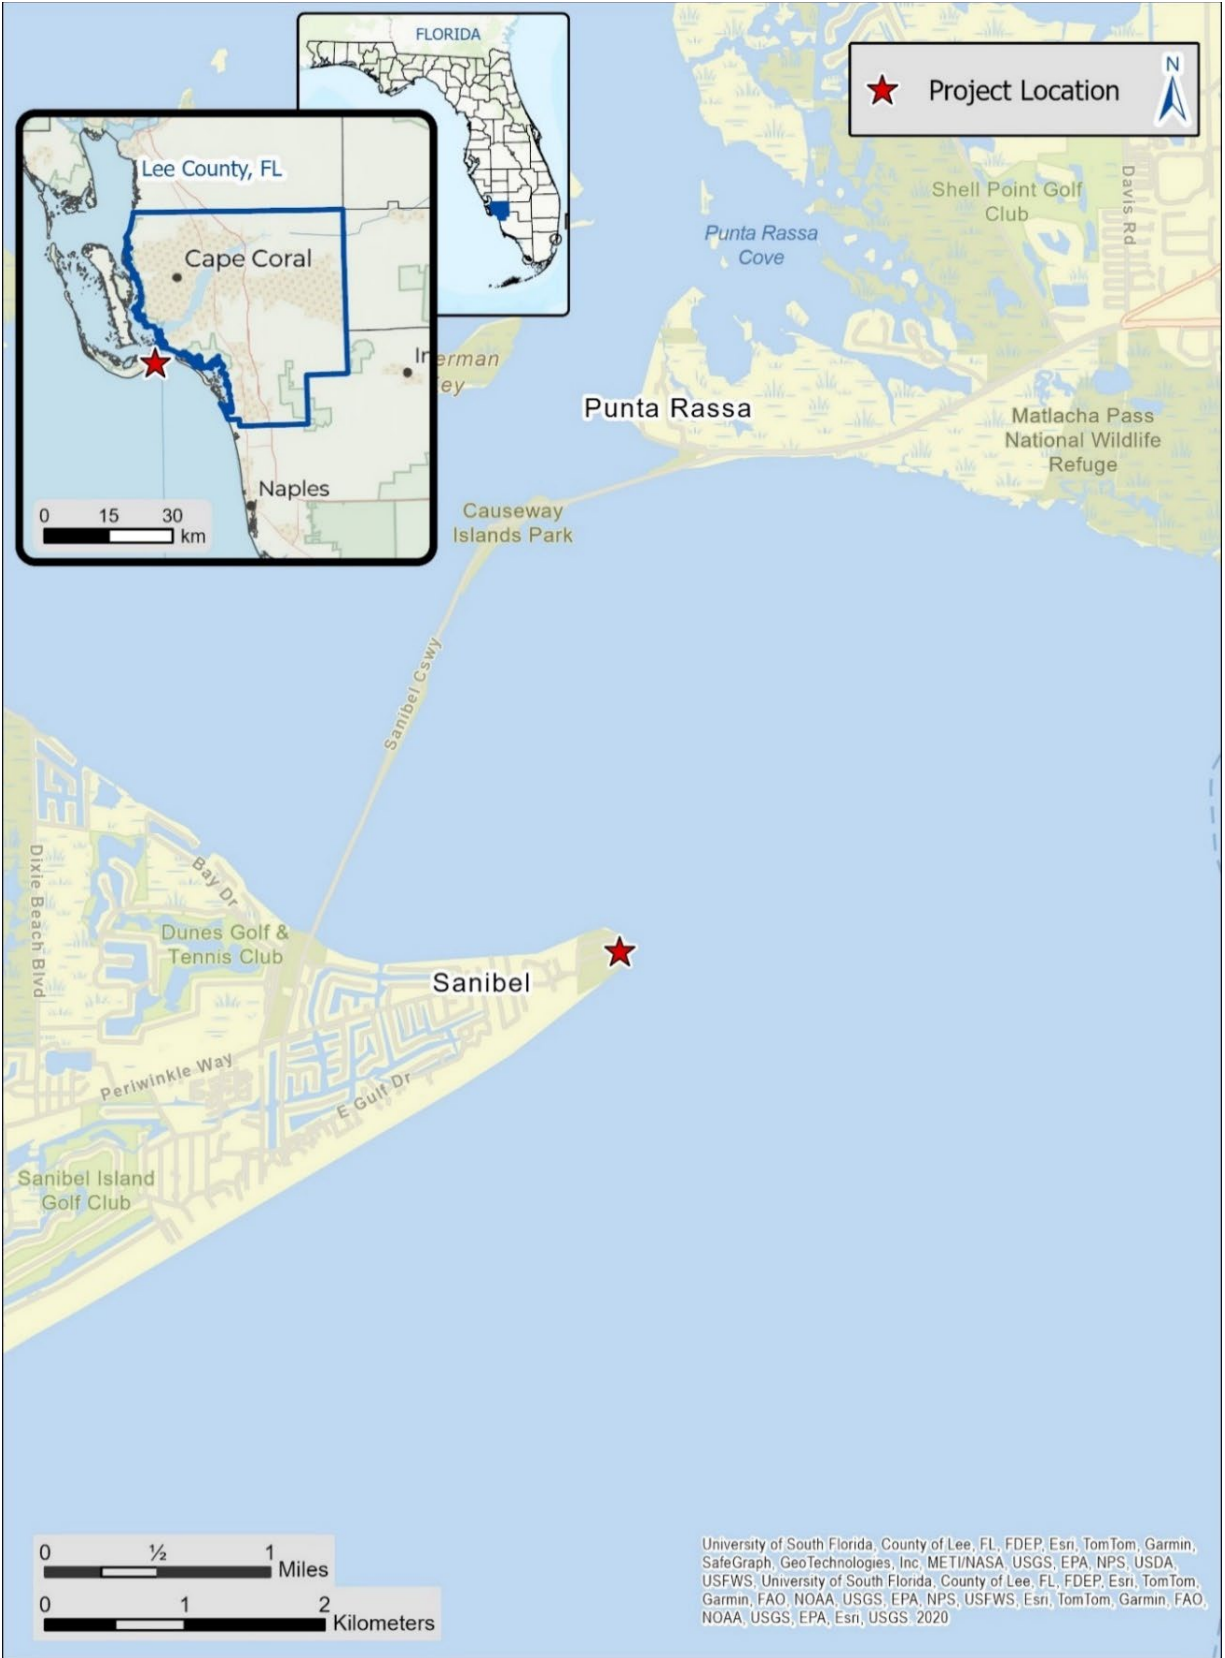 FLORIDA
Project Location
N
Lee County, FL
Cape Coral
Naples
0 15 30
km
Shell Point Golf
Club
Davis Rd
Punta Rassa
Cove
Punta Rassa
Matlacha Pass
National Wildlife
Refuge
Causeway
Islands Park
Sanibel Cswy
Dixie Beach Blvd
Bay Dr
Dunes Golf &
Tennis Club
Sanibel
Periwinkle Way
E Gulf Dr
Sanibel Island
Golf Club
0 ½ 1
Miles
0 1 2
Kilometers
University of South Florida, County of Lee, FL, FDEP, Esri, TomTom, Garmin,
SafeGraph, GeoTechnologies, Inc, METI/NASA, USGS, EPA, NPS, USDA,
USFWS, University of South Florida, County of Lee, FL, FDEP, Esri, TomTom,
Garmin, FAO, NOAA, USGS, EPA, NPS, USFWS, Esri, TomTom, Garmin, FAO,
NOAA, USGS, EPA, Esri, USGS. 2020